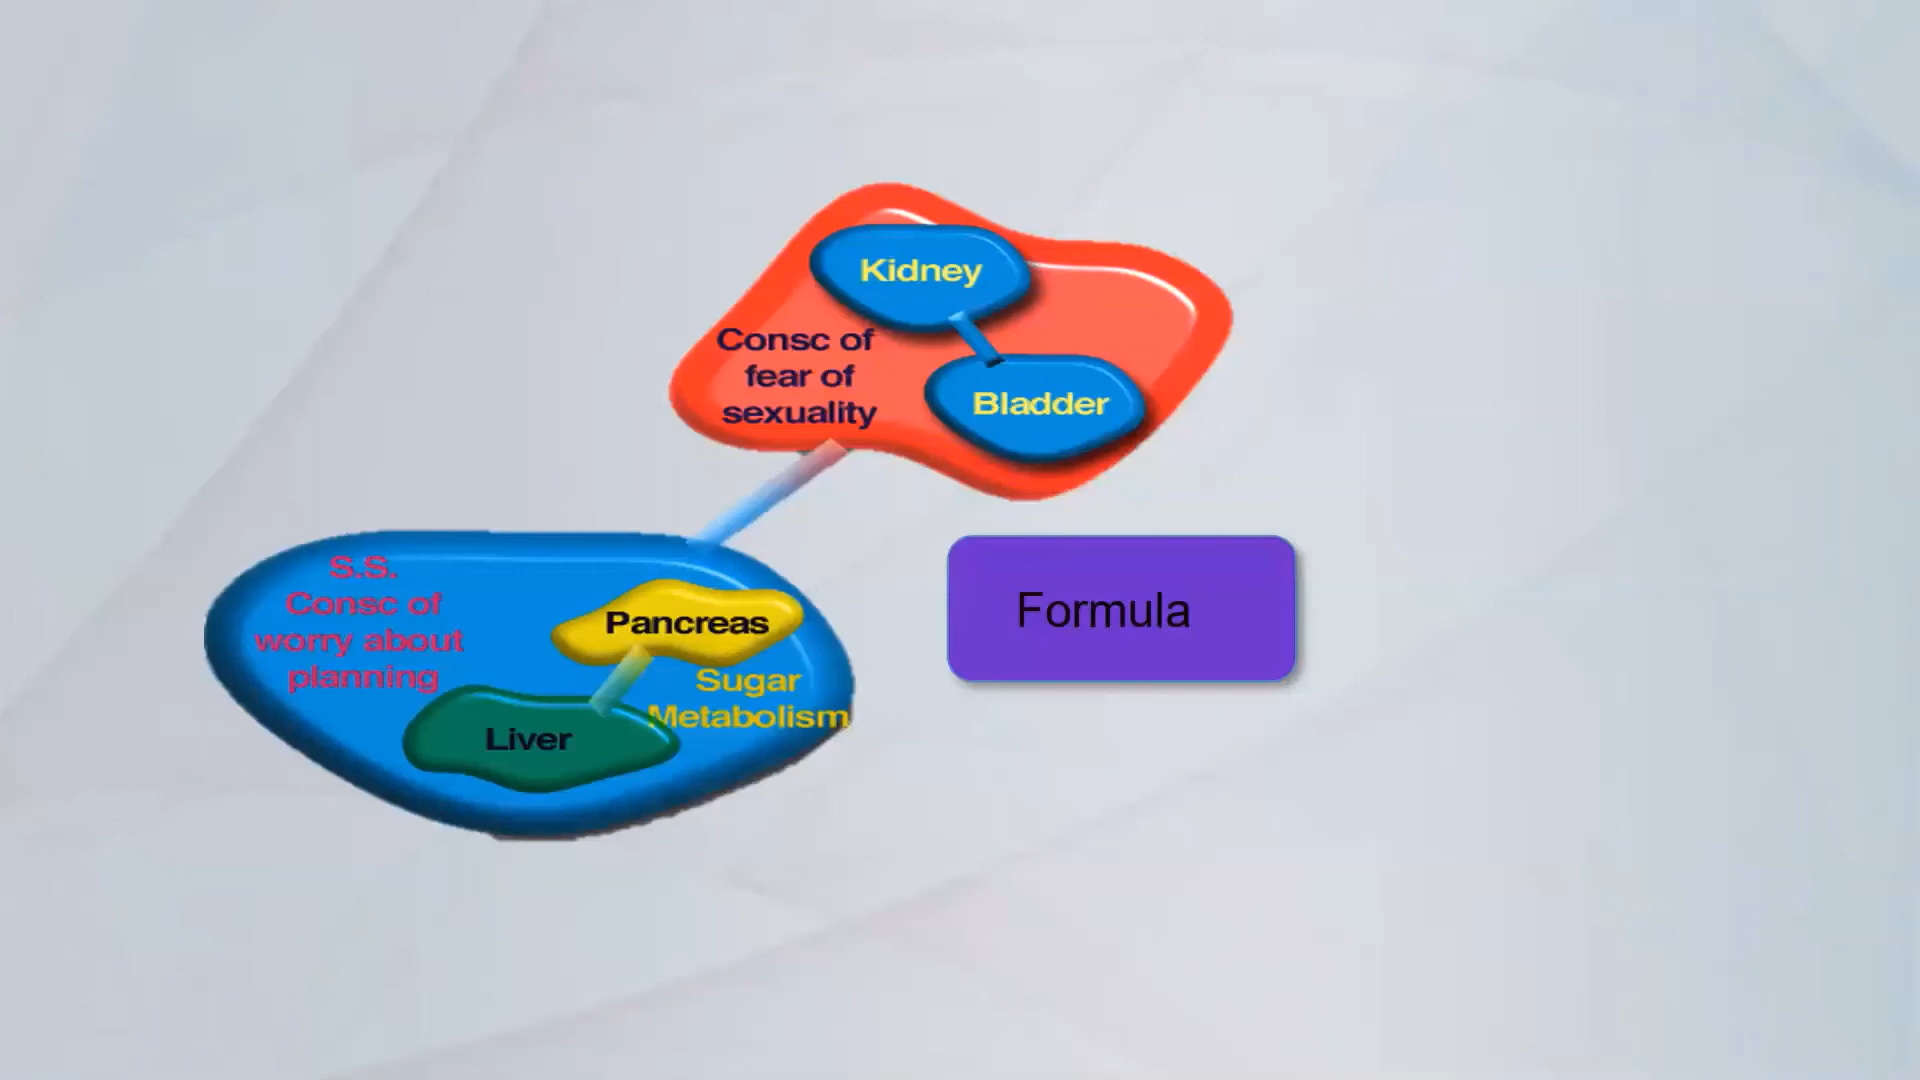 Kidney
Consc of
fear of
sexuality
Bladder
S.S.
Consc of
worry about
planning
Pancreas
Sugar
Metabolism
Liver
Formula